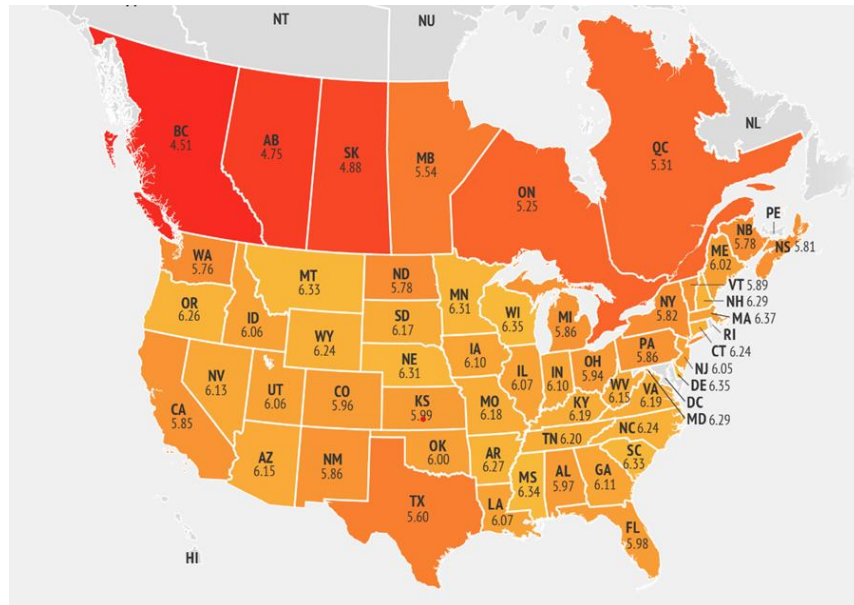 NT
NU
BC
4.51
AB
4.75
SK
4.88
MB
5.54
ON
5.25
QC
5.31
NL
PE
NB
5.78
NS 5.81
ME
6.02
WA
5.76
MT
6.33
ND
5.78
MN
6.31
VT 5.89
NH 6.29
MA 6.37
RI
CT 6.24
NJ 6.05
DE 6.35
DC
MD 6.29
OR
6.26
ID
6.06
WY
6.24
SD
6.17
WI
6.35
MI
5.86
NY
5.82
PA
5.86
NE
6.31
IA
6.10
NV
6.13
UT
6.06
CO
5.96
KS
5.99
MO
6.18
IL
6.07
IN
6.10
OH
5.94
WV
6.15
VA
6.19
KY
6.19
CA
5.85
AZ
6.15
NM
5.86
OK
6.00
AR
6.27
TN 6.20
NC 6.24
SC
6.33
TX
5.60
LA
6.07
MS
6.34
AL
5.97
GA
6.11
FL
5.98
HI